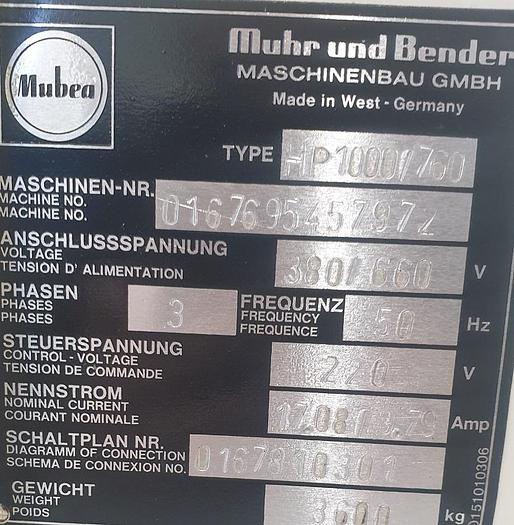 Mubea
Muhr und Bender
MASCHINENBAU GMBH
Made in West - Germany
TYPE HP1000/760
MASCHINEN-NR.
MACHINE NO.
MACHINE NO.
ANSCHLUSSSPANNUNG
VOLTAGE 380/660 V
TENSION D' ALIMENTATION
PHASEN
PHASES 3
PHASES
FREQUENZ
FREQUENCY 50 Hz
FREQUENCE
STEUERSPANNUNG
CONTROL - VOLTAGE 220 V
TENSION DE COMMANDE
NENNSTROM
NOMINAL CURRENT Amp
COURANT NOMINALE
SCHALTPLAN NR.
DIAGRAMM OF CONNECTION
SCHEMA DE CONNEXION NO.
GEWICHT
WEIGHT kg
POIDS
0151010306